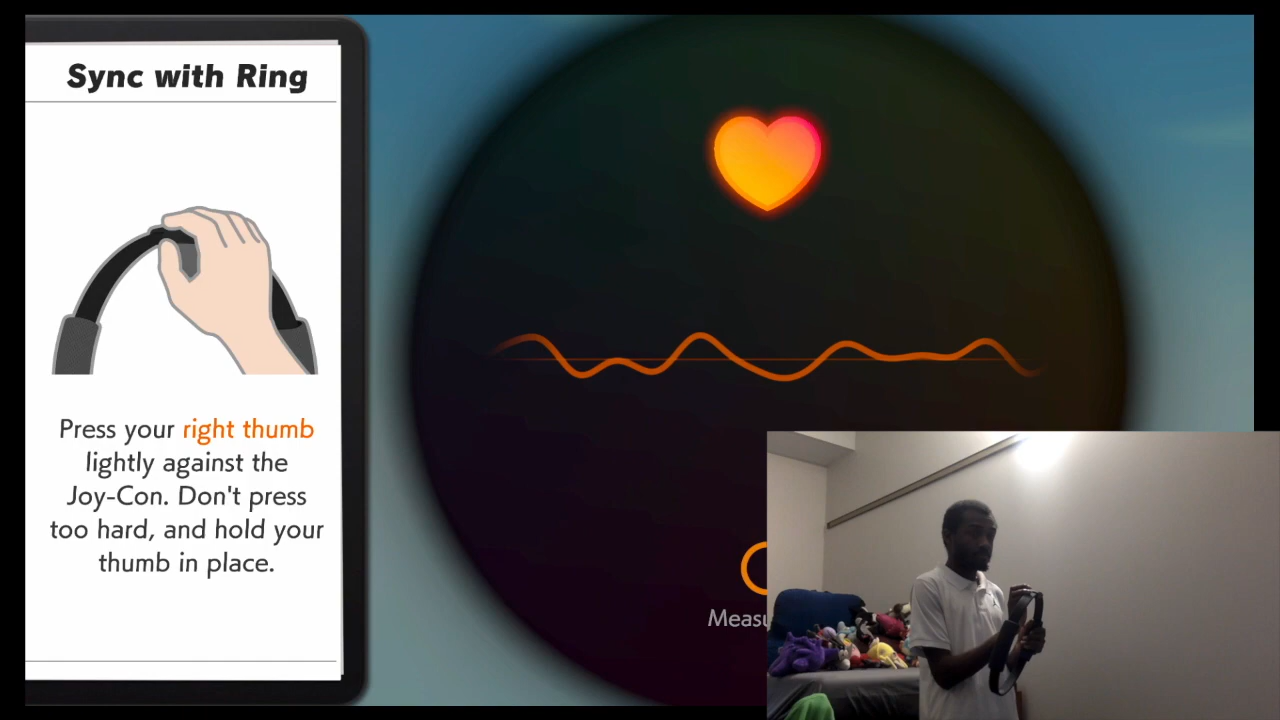 Sync with Ring
Press your right thumb
lightly against the
Joy-Con. Don't press
too hard, and hold your
thumb in place.